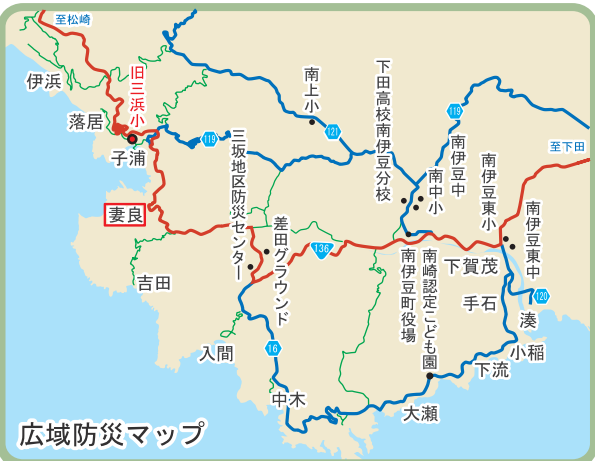 至松崎
伊浜
旧三浜小
落居
子浦
119
南上小
121
下田高校南伊豆分校
119
南伊豆中
南中小
至下田
南伊豆東小
南伊豆東中
三坂地区防災センター
妻良
差田グラウンド
136
吉田
南伊豆町役場
南崎認定こども園
下賀茂
手石
120
湊
小稲
下流
入間
16
中木
大瀬
広域防災マップ